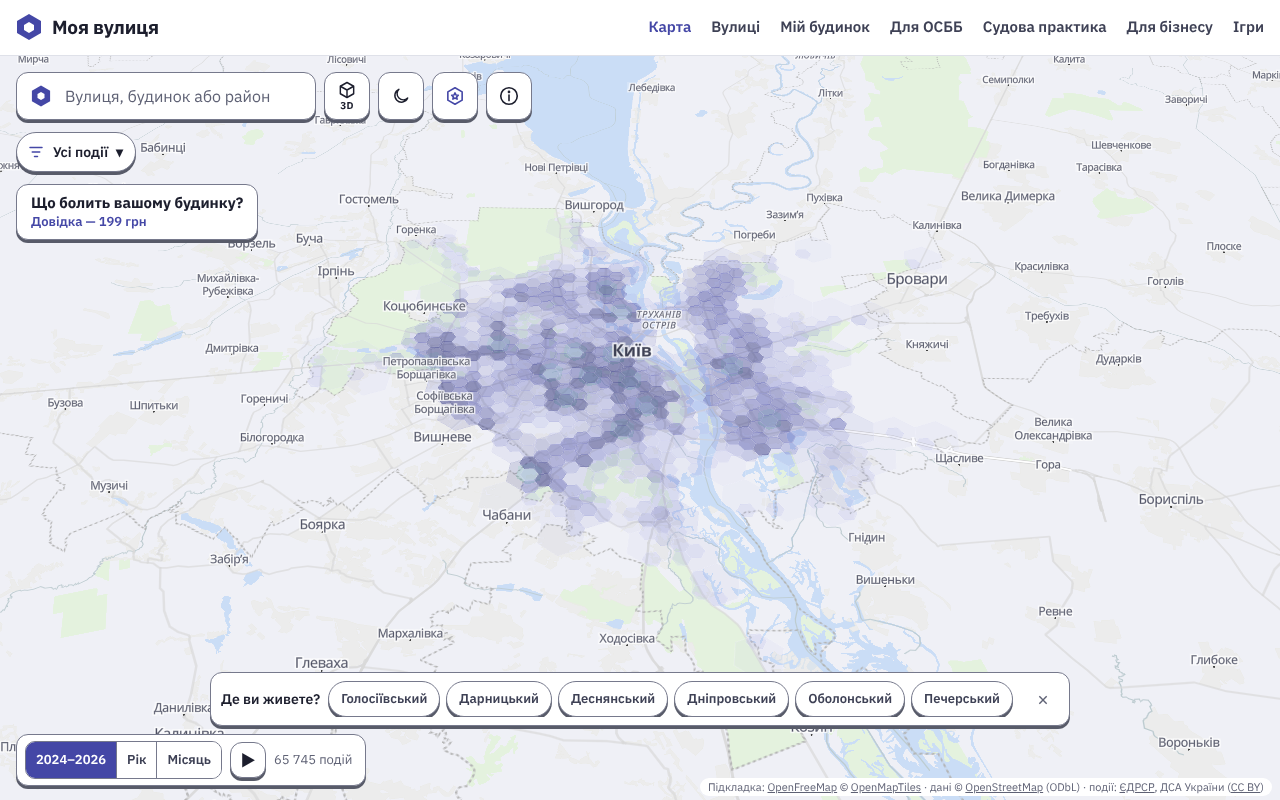 Моя вулиця
Карта
Вулиці
Мій будинок
Для ОСББ
Судова практика
Для бізнесу
Ігри
Мирча
Лісовичі
Лебедівка
Семиполки
Калита
Літки
Заворичі
Вулиця, будинок або район
3D
Усі події ▾
Бабинці
Нові Петрівці
Шевченкове
Богданівка
Тарасівка
Що болить вашому будинку?
Довідка — 199 грн
Гостомель
Вишгород
Пухівка
Велика Димерка
Зазим'я
Горенка
Погреби
Калинівка
Буча
Борзель
Плоске
Ірпінь
Михайлівка-
Рубежівка
Красилівка
Бровари
Гоголів
Коцюбинське
ТРУХАНІВ
ОСТРІВ
Требухів
Київ
Княжичі
Дмитрівка
Петропавлівська
Борщагівка
Дударків
Софіївська
Борщагівка
Бузова
Шпитьки
Гореничі
Білогородка
Вишневе
Велика
Олександрівка
Щасливе
Гора
Музичі
Бориспіль
Чабани
Боярка
Гнідин
Забір'я
Вишеньки
Ревне
Мархалівка
Ходосівка
Глеваха
Глибоке
Де ви живете?
Голосіївський
Дарницький
Деснянський
Дніпровський
Оболонський
Печерський
×
Данилівка
Калинівка
Козин
Вороньків
2024–2026
Рік
Місяць
65 745 подій
Підкладка: OpenFreeMap © OpenMapTiles · дані © OpenStreetMap (ODbL) · події: ЄДРСР, ДСА України (CC BY)